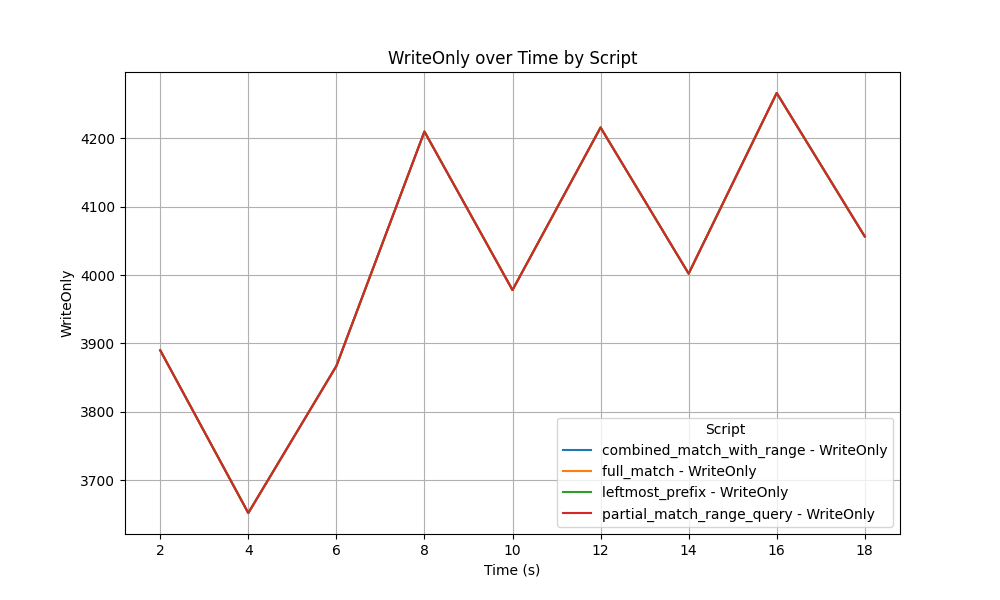 WriteOnly over Time by Script
WriteOnly
4200
4100
4000
3900
3800
3700
Script
combined_match_with_range - WriteOnly
full_match - WriteOnly
leftmost_prefix - WriteOnly
partial_match_range_query - WriteOnly
2 4 6 8 10 12 14 16 18
Time (s)